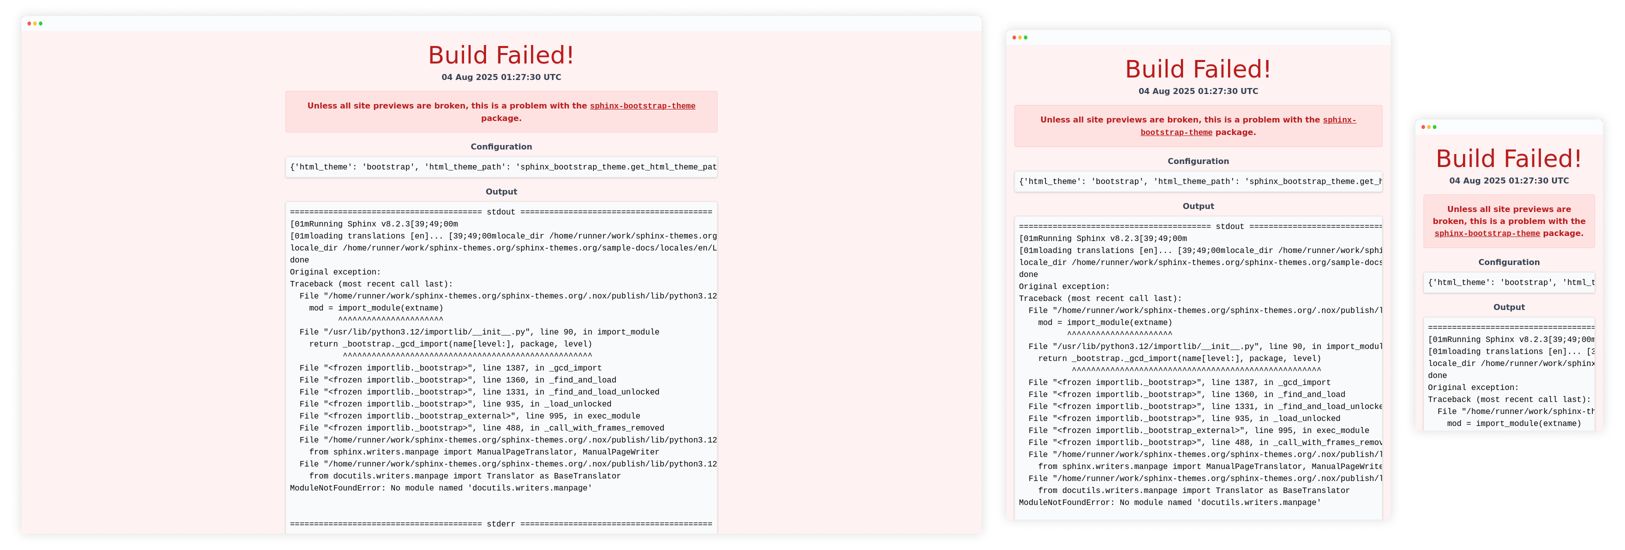 Build Failed!
04 Aug 2025 01:27:30 UTC
Unless all site previews are broken, this is a problem with the sphinx-bootstrap-theme
package.
Configuration
{'html_theme': 'bootstrap', 'html_theme_path': 'sphinx_bootstrap_theme.get_html_theme_pat
Output
======================================== stdout ========================================
[01mRunning Sphinx v8.2.3[39;49;00m
[01mloading translations [en]... [39;49;00mlocale_dir /home/runner/work/sphinx-themes.org
locale_dir /home/runner/work/sphinx-themes.org/sphinx-themes.org/sample-docs/locales/en/L
done
Original exception:
Traceback (most recent call last):
  File "/home/runner/work/sphinx-themes.org/sphinx-themes.org/.nox/publish/lib/python3.12
    mod = import_module(extname)
          ^^^^^^^^^^^^^^^^^^^^^^
  File "/usr/lib/python3.12/importlib/__init__.py", line 90, in import_module
    return _bootstrap._gcd_import(name[level:], package, level)
           ^^^^^^^^^^^^^^^^^^^^^^^^^^^^^^^^^^^^^^^^^^^^^^^^^^^^
  File "<frozen importlib._bootstrap>", line 1387, in _gcd_import
  File "<frozen importlib._bootstrap>", line 1360, in _find_and_load
  File "<frozen importlib._bootstrap>", line 1331, in _find_and_load_unlocked
  File "<frozen importlib._bootstrap>", line 935, in _load_unlocked
  File "<frozen importlib._bootstrap_external>", line 995, in exec_module
  File "<frozen importlib._bootstrap>", line 488, in _call_with_frames_removed
  File "/home/runner/work/sphinx-themes.org/sphinx-themes.org/.nox/publish/lib/python3.12
    from sphinx.writers.manpage import ManualPageTranslator, ManualPageWriter
  File "/home/runner/work/sphinx-themes.org/sphinx-themes.org/.nox/publish/lib/python3.12
    from docutils.writers.manpage import Translator as BaseTranslator
ModuleNotFoundError: No module named 'docutils.writers.manpage'
======================================== stderr ========================================
Build Failed!
04 Aug 2025 01:27:30 UTC
Unless all site previews are broken, this is a problem with the sphinx-
bootstrap-theme package.
Configuration
{'html_theme': 'bootstrap', 'html_theme_path': 'sphinx_bootstrap_theme.get_h
Output
======================================== stdout ============================
[01mRunning Sphinx v8.2.3[39;49;00m
[01mloading translations [en]... [39;49;00mlocale_dir /home/runner/work/sphi
locale_dir /home/runner/work/sphinx-themes.org/sphinx-themes.org/sample-docs
done
Original exception:
Traceback (most recent call last):
  File "/home/runner/work/sphinx-themes.org/sphinx-themes.org/.nox/publish/l
    mod = import_module(extname)
          ^^^^^^^^^^^^^^^^^^^^^^
  File "/usr/lib/python3.12/importlib/__init__.py", line 90, in import_modul
    return _bootstrap._gcd_import(name[level:], package, level)
           ^^^^^^^^^^^^^^^^^^^^^^^^^^^^^^^^^^^^^^^^^^^^^^^^^^^^
  File "<frozen importlib._bootstrap>", line 1387, in _gcd_import
  File "<frozen importlib._bootstrap>", line 1360, in _find_and_load
  File "<frozen importlib._bootstrap>", line 1331, in _find_and_load_unlocke
  File "<frozen importlib._bootstrap>", line 935, in _load_unlocked
  File "<frozen importlib._bootstrap_external>", line 995, in exec_module
  File "<frozen importlib._bootstrap>", line 488, in _call_with_frames_remov
  File "/home/runner/work/sphinx-themes.org/sphinx-themes.org/.nox/publish/l
    from sphinx.writers.manpage import ManualPageTranslator, ManualPageWrite
  File "/home/runner/work/sphinx-themes.org/sphinx-themes.org/.nox/publish/l
    from docutils.writers.manpage import Translator as BaseTranslator
ModuleNotFoundError: No module named 'docutils.writers.manpage'
Build Failed!
04 Aug 2025 01:27:30 UTC
Unless all site previews are
broken, this is a problem with the
sphinx-bootstrap-theme package.
Configuration
{'html_theme': 'bootstrap', 'html_t
Output
===================================
[01mRunning Sphinx v8.2.3[39;49;00m
[01mloading translations [en]... [3
locale_dir /home/runner/work/sphinx
done
Original exception:
Traceback (most recent call last):
  File "/home/runner/work/sphinx-th
    mod = import_module(extname)